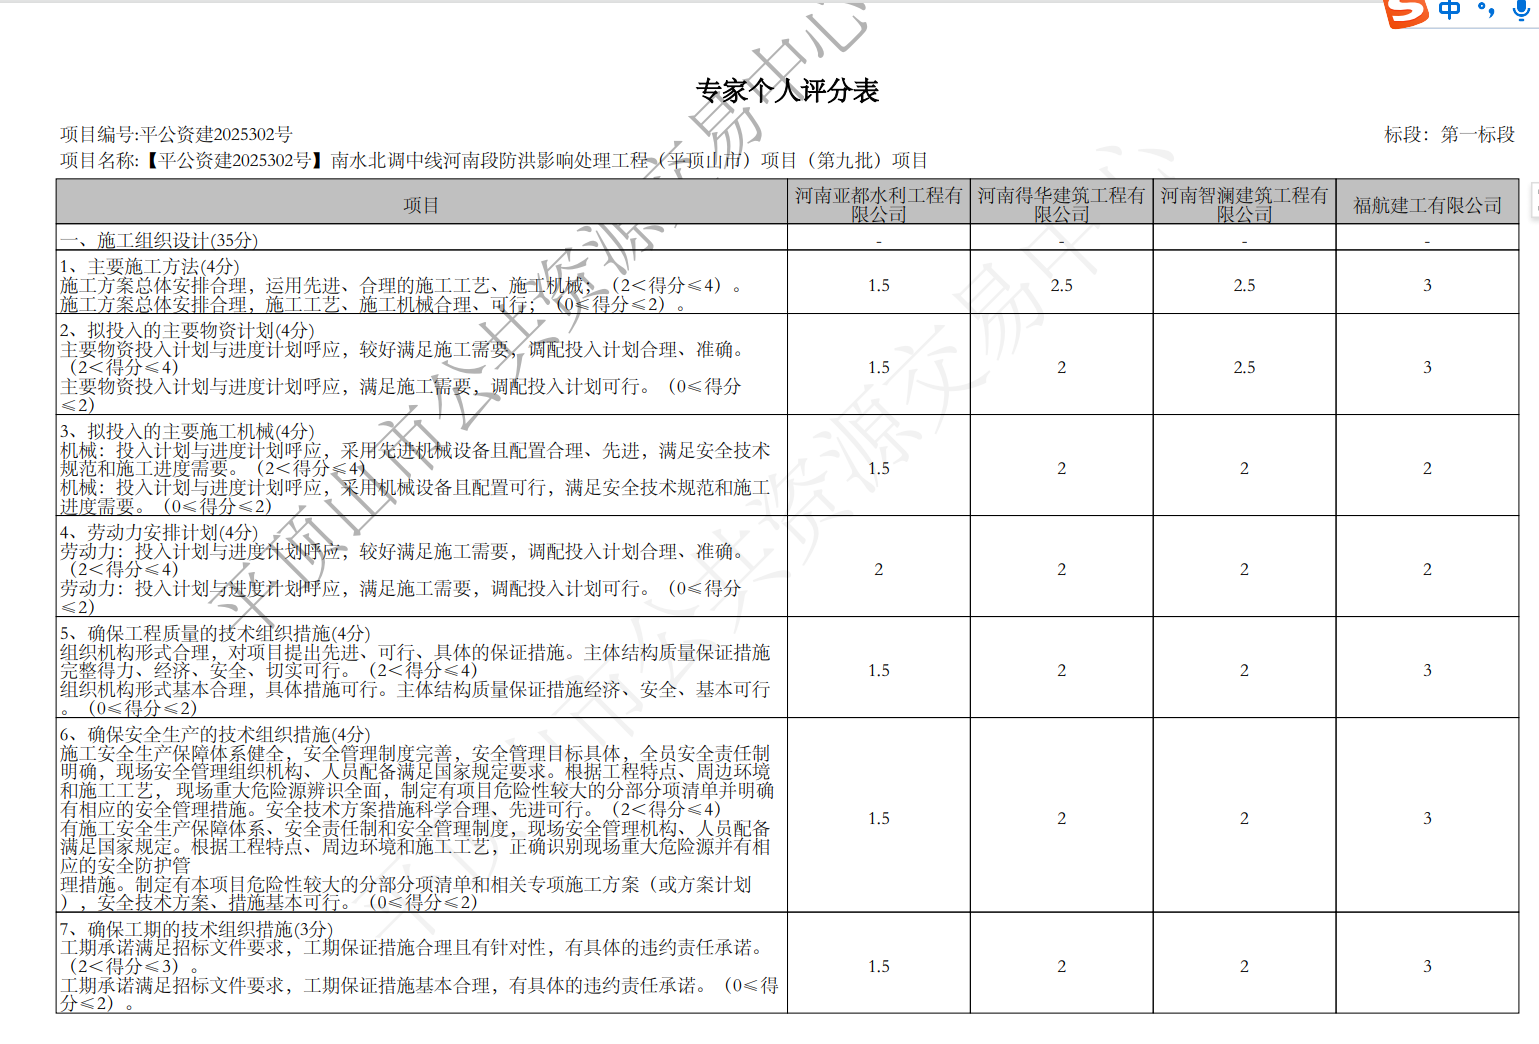 中
专家个人评分表
项目编号:平公资建2025302号
标段：第一标段
项目名称:【平公资建2025302号】南水北调中线河南段防洪影响处理工程（平顶山市）项目（第九批）项目
项目
河南亚都水利工程有
限公司
河南得华建筑工程有
限公司
河南智澜建筑工程有
限公司
福航建工有限公司
一、施工组织设计(35分)
-
-
-
-
1、主要施工方法(4分)
施工方案总体安排合理，运用先进、合理的施工工艺、施工机械；（2＜得分≤4）。
施工方案总体安排合理，施工工艺、施工机械合理、可行；（0≤得分≤2）。
1.5
2.5
2.5
3
2、拟投入的主要物资计划(4分)
主要物资投入计划与进度计划呼应，较好满足施工需要，调配投入计划合理、准确。
（2＜得分≤4）
主要物资投入计划与进度计划呼应，满足施工需要，调配投入计划可行。（0≤得分
≤2）
1.5
2
2.5
3
3、拟投入的主要施工机械(4分)
机械：投入计划与进度计划呼应，采用先进机械设备且配置合理、先进，满足安全技术
规范和施工进度需要。（2＜得分≤4）
机械：投入计划与进度计划呼应，采用机械设备且配置可行，满足安全技术规范和施工
进度需要。（0≤得分≤2）
1.5
2
2
2
4、劳动力安排计划(4分)
劳动力：投入计划与进度计划呼应，较好满足施工需要，调配投入计划合理、准确。
（2＜得分≤4）
劳动力：投入计划与进度计划呼应，满足施工需要，调配投入计划可行。（0≤得分
≤2）
2
2
2
2
5、确保工程质量的技术组织措施(4分)
组织机构形式合理，对项目提出先进、可行、具体的保证措施。主体结构质量保证措施
完整得力、经济、安全、切实可行。（2＜得分≤4）
组织机构形式基本合理，具体措施可行。主体结构质量保证措施经济、安全、基本可行
。（0≤得分≤2）
1.5
2
2
3
6、确保安全生产的技术组织措施(4分)
施工安全生产保障体系健全，安全管理制度完善，安全管理目标具体，全员安全责任制
明确，现场安全管理组织机构、人员配备满足国家规定要求。根据工程特点、周边环境
和施工工艺， 现场重大危险源辨识全面，制定有项目危险性较大的分部分项清单并明确
有相应的安全管理措施。安全技术方案措施科学合理、先进可行。（2＜得分≤4）
有施工安全生产保障体系、安全责任制和安全管理制度，现场安全管理机构、人员配备
满足国家规定。根据工程特点、周边环境和施工工艺，正确识别现场重大危险源并有相
应的安全防护管
理措施。制定有本项目危险性较大的分部分项清单和相关专项施工方案（或方案计划
），安全技术方案、措施基本可行。（0≤得分≤2）
1.5
2
2
3
7、确保工期的技术组织措施(3分)
工期承诺满足招标文件要求，工期保证措施合理且有针对性，有具体的违约责任承诺。
（2＜得分≤3）。
工期承诺满足招标文件要求，工期保证措施基本合理，有具体的违约责任承诺。（0≤得
分≤2）。
1.5
2
2
3
平顶山市公共资源交易中心
平顶山市公共资源交易中心